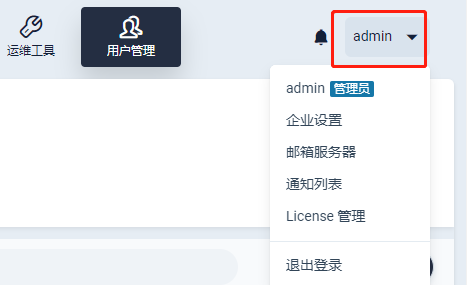 运维工具
用户管理
admin
admin 管理员
企业设置
邮箱服务器
通知列表
License 管理
退出登录